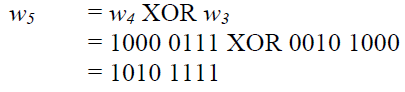 w5 = w4 XOR w3
= 1000 0111 XOR 0010 1000
= 1010 1111